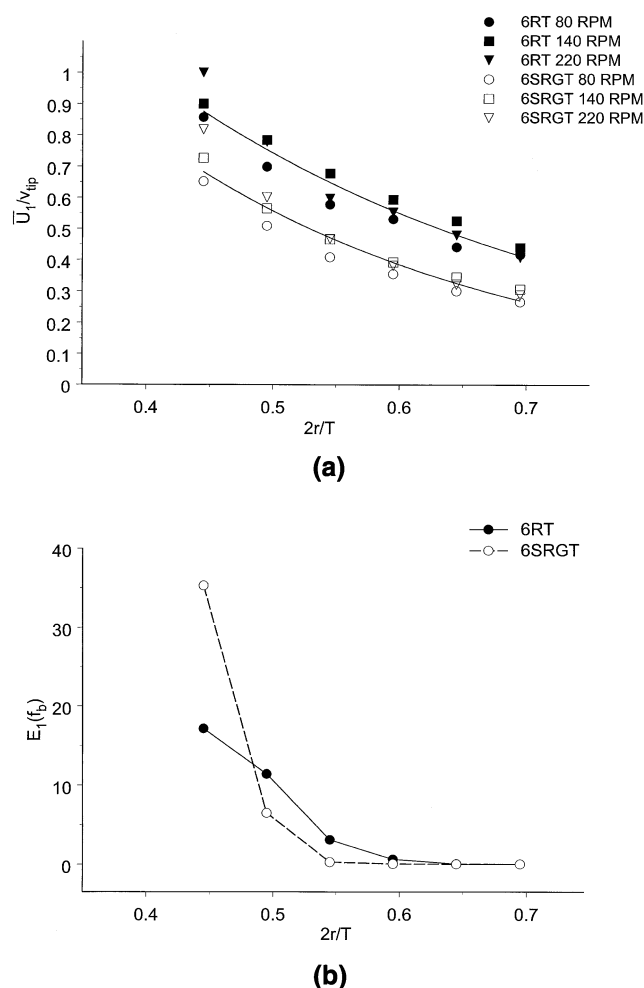 6RT 80 RPM
6RT 140 RPM
6RT 220 RPM
6SRGT 80 RPM
6SRGT 140 RPM
6SRGT 220 RPM
1
0.9
0.8
0.7
0.6
0.5
0.4
0.3
0.2
0.1
0
U̅₁/v_tip
0.4 0.5 0.6 0.7
2r/T
(a)
6RT
6SRGT
40
30
20
10
0
E₁(f_b)
0.4 0.5 0.6 0.7
2r/T
(b)